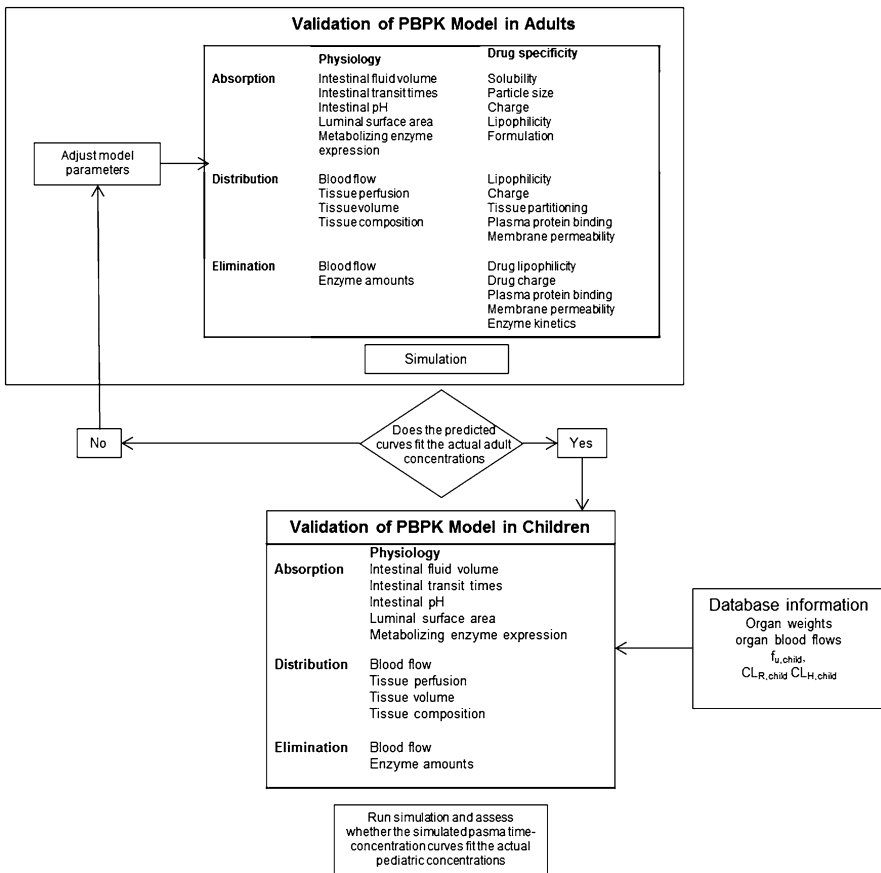 Validation of PBPK Model in Adults
Physiology Drug specificity
Absorption Intestinal fluid volume Solubility
Intestinal transit times Particle size
Intestinal pH Charge
Luminal surface area Lipophilicity
Metabolizing enzyme Formulation
expression
Adjust model
parameters
Distribution Blood flow Lipophilicity
Tissue perfusion Charge
Tissue volume Tissue partitioning
Tissue composition Plasma protein binding
Membrane permeability
Elimination Blood flow Drug lipophilicity
Enzyme amounts Drug charge
Plasma protein binding
Membrane permeability
Enzyme kinetics
Simulation
Does the predicted
curves fit the actual adult
concentrations
No
Yes
Validation of PBPK Model in Children
Physiology
Absorption Intestinal fluid volume
Intestinal transit times
Intestinal pH
Luminal surface area
Metabolizing enzyme expression
Distribution Blood flow
Tissue perfusion
Tissue volume
Tissue composition
Elimination Blood flow
Enzyme amounts
Database information
Organ weights
organ blood flows
fu,child,
CLR,child CLH,child
Run simulation and assess
whether the simulated pasma time-
concentration curves fit the actual
pediatric concentrations